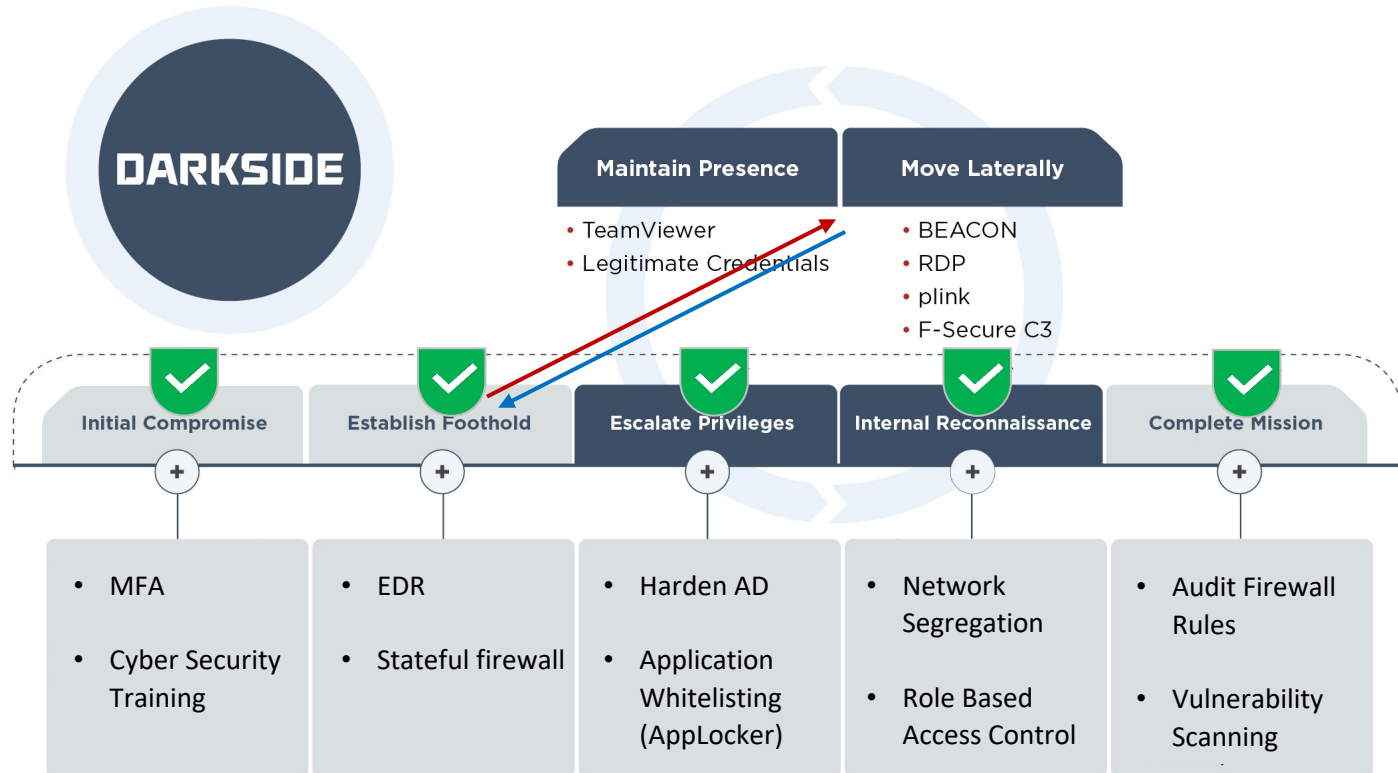 DARKSIDE
Maintain Presence
Move Laterally
• TeamViewer
• Legitimate Credentials
• BEACON
• RDP
• plink
• F-Secure C3
Initial Compromise
Establish Foothold
Escalate Privileges
Internal Reconnaissance
Complete Mission
• MFA
• Cyber Security
Training
• EDR
• Stateful firewall
• Harden AD
• Application
Whitelisting
(AppLocker)
• Network
Segregation
• Role Based
Access Control
• Audit Firewall
Rules
• Vulnerability
Scanning